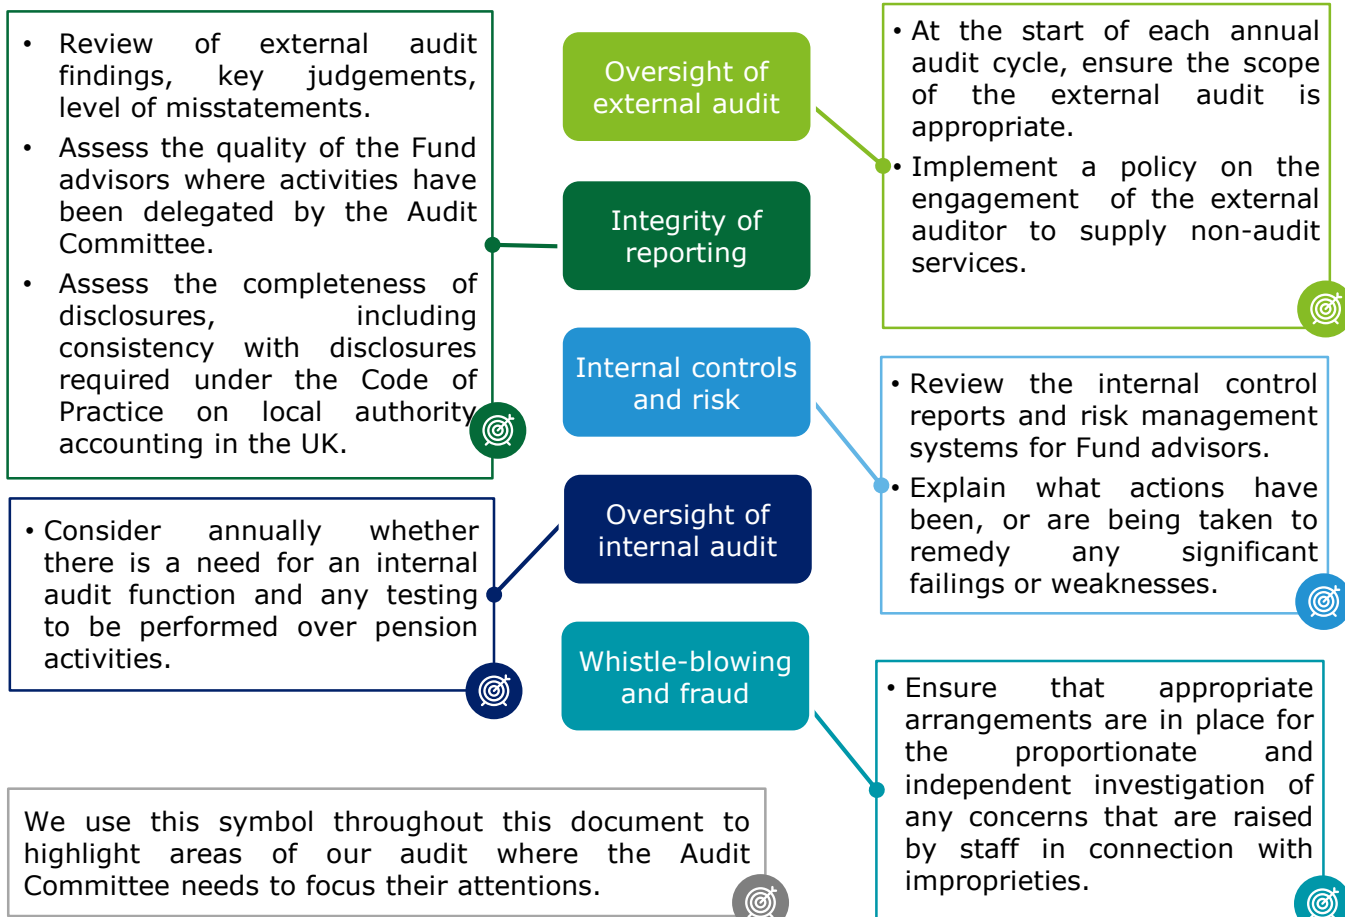 • Review of external audit
findings, key judgements,
level of misstatements.
• Assess the quality of the Fund
advisors where activities have
been delegated by the Audit
Committee.
• Assess the completeness of
disclosures, including
consistency with disclosures
required under the Code of
Practice on local authority
accounting in the UK.
• Consider annually whether
there is a need for an internal
audit function and any testing
to be performed over pension
activities.
Oversight of
external audit
Integrity of
reporting
Internal controls
and risk
Oversight of
internal audit
Whistle-blowing
and fraud
• At the start of each annual
audit cycle, ensure the scope
of the external audit is
appropriate.
• Implement a policy on the
engagement of the external
auditor to supply non-audit
services.
• Review the internal control
reports and risk management
systems for Fund advisors.
• Explain what actions have
been, or are being taken to
remedy any significant
failings or weaknesses.
• Ensure that appropriate
arrangements are in place for
the proportionate and
independent investigation of
any concerns that are raised
by staff in connection with
improprieties.
We use this symbol throughout this document to
highlight areas of our audit where the Audit
Committee needs to focus their attentions.